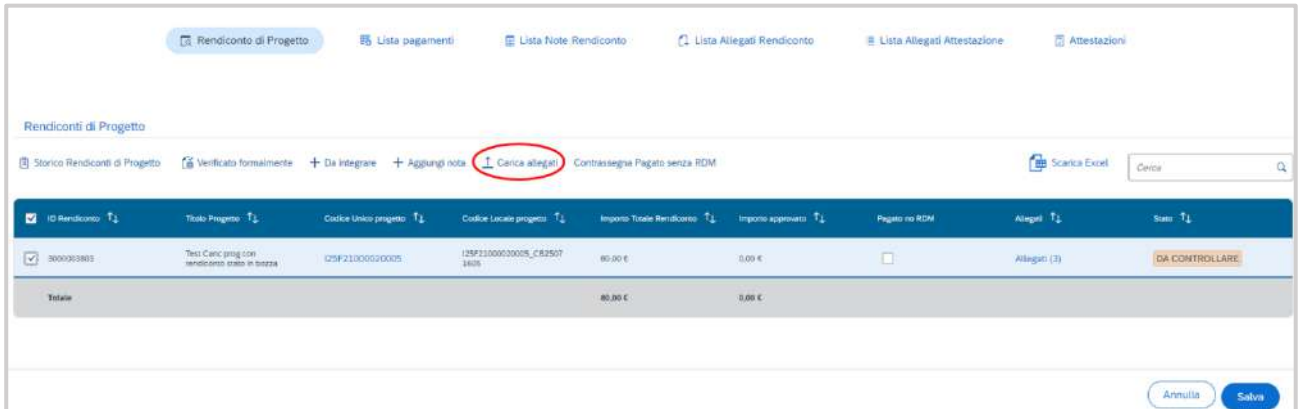 Rendiconto di Progetto Lista pagamenti Lista Note Rendiconto Lista Allegati Rendiconto Lista Allegati Attestazione Attestazioni
Rendiconti di Progetto
Storico Rendiconti di Progetto Verificato formalmente + Da integrare + Aggiungi nota Carica allegati Contrassegna Pagato senza RDM Scarica Excel Cerca
ID Rendiconto Titolo Progetto Codice Unico progetto Codice Locale progetto Importo Totale Rendiconto Importo approvato Pagato no RDM Allegati Stato
3000003803 Test Canc prog con I25F21000020005 I25F21000020005_CB2507 80,00 € 0,00 € Allegati (3) DA CONTROLLARE
rendiconto stato in bozza 1605
Totale 80,00 € 0,00 €
Annulla Salva